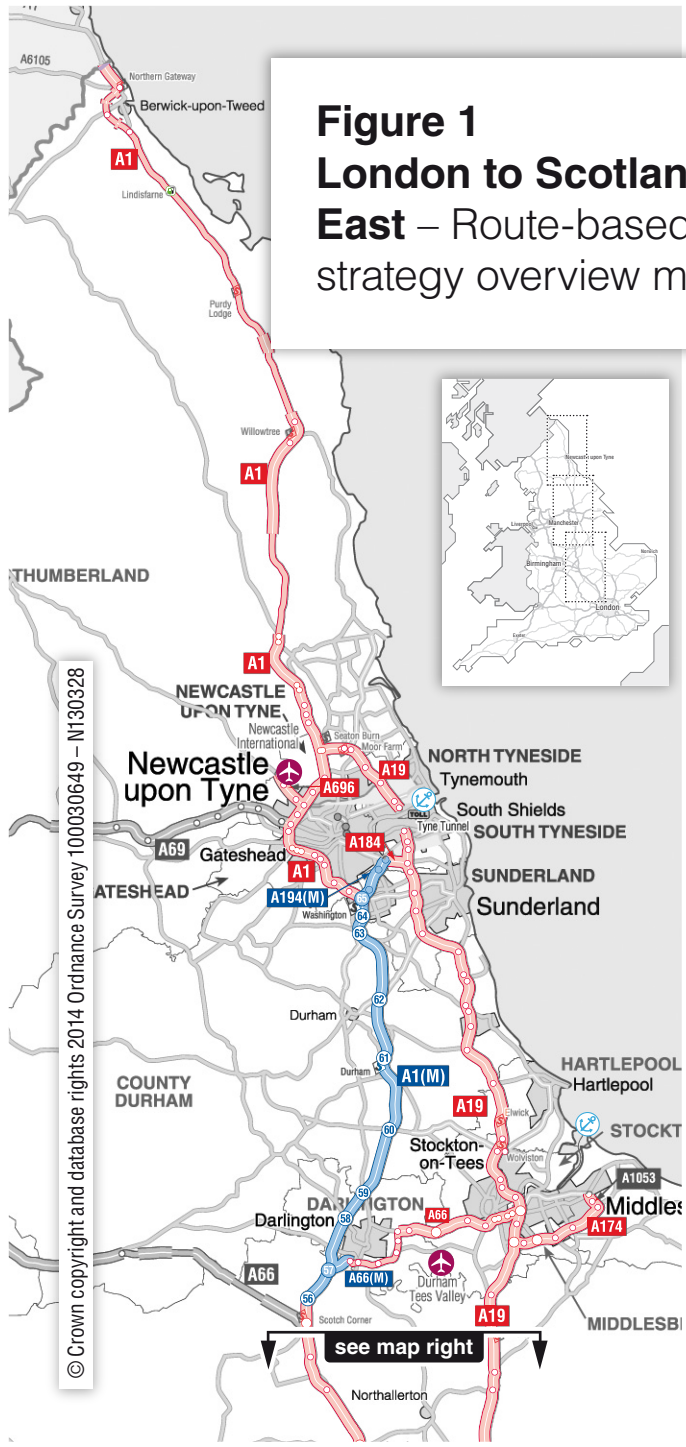 A6105
Northern Gateway
Berwick-upon-Tweed
Figure 1
London to Scotlan
East – Route-based
strategy overview m
A1
Lindisfarne
Purdy
Lodge
Willowtree
A1
Newcastle upon Tyne
Liverpool
Manchester
Norwich
Birmingham
London
Exeter
THUMBERLAND
A1
NEWCASTLE
UPON TYNE
Newcastle
International
Seaton Burn
Moor Farm
NORTH TYNESIDE
Newcastle
upon Tyne
A19
Tynemouth
A696
South Shields
TOLL
Tyne Tunnel
SOUTH TYNESIDE
A69
A184
Gateshead
A1
SUNDERLAND
ATESHEAD
A194(M)
65
Sunderland
Washington
64
63
62
Durham
61
Durham
A1(M)
HARTLEPOOL
Hartlepool
COUNTY
DURHAM
A19
Elwick
60
STOCKT
Stockton-
on-Tees
Wolviston
A1053
59
DARLINGTON
Middles
Darlington
58
A66
A174
57
A66
A66(M)
Durham
Tees Valley
56
Scotch Corner
A19
MIDDLESB
see map right
Northallerton
© Crown copyright and database rights 2014 Ordnance Survey 100030649 – N130328